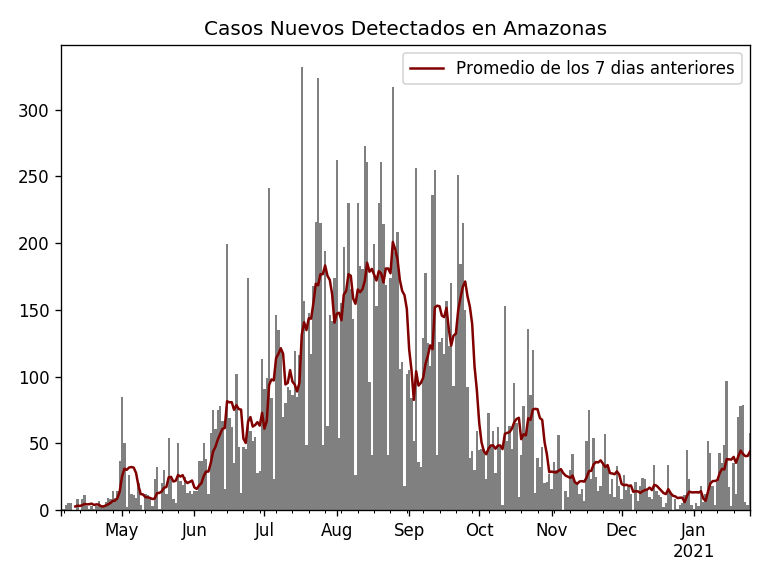 Casos Nuevos Detectados en Amazonas
Promedio de los 7 dias anteriores
300
250
200
150
100
50
0
May Jun Jul Aug Sep Oct Nov Dec Jan
2021